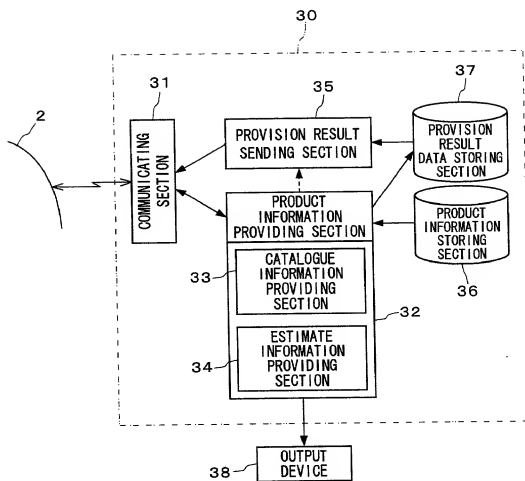 30
31
35
37
2
COMMUNICATING
SECTION
PROVISION RESULT
SENDING SECTION
PROVISION
RESULT
DATA STORING
SECTION
PRODUCT
INFORMATION
PROVIDING SECTION
PRODUCT
INFORMATION
STORING
SECTION
36
33
CATALOGUE
INFORMATION
PROVIDING
SECTION
32
34
ESTIMATE
INFORMATION
PROVIDING
SECTION
38
OUTPUT
DEVICE